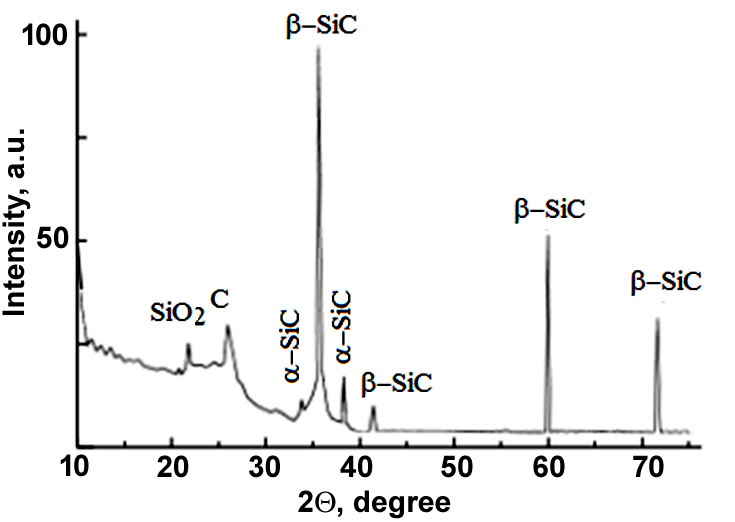 β–SiC
100
Intensity, a.u.
50
β–SiC
β–SiC
SiO2
C
α–SiC
α–SiC
β–SiC
10 20 30 40 50 60 70
2Θ, degree